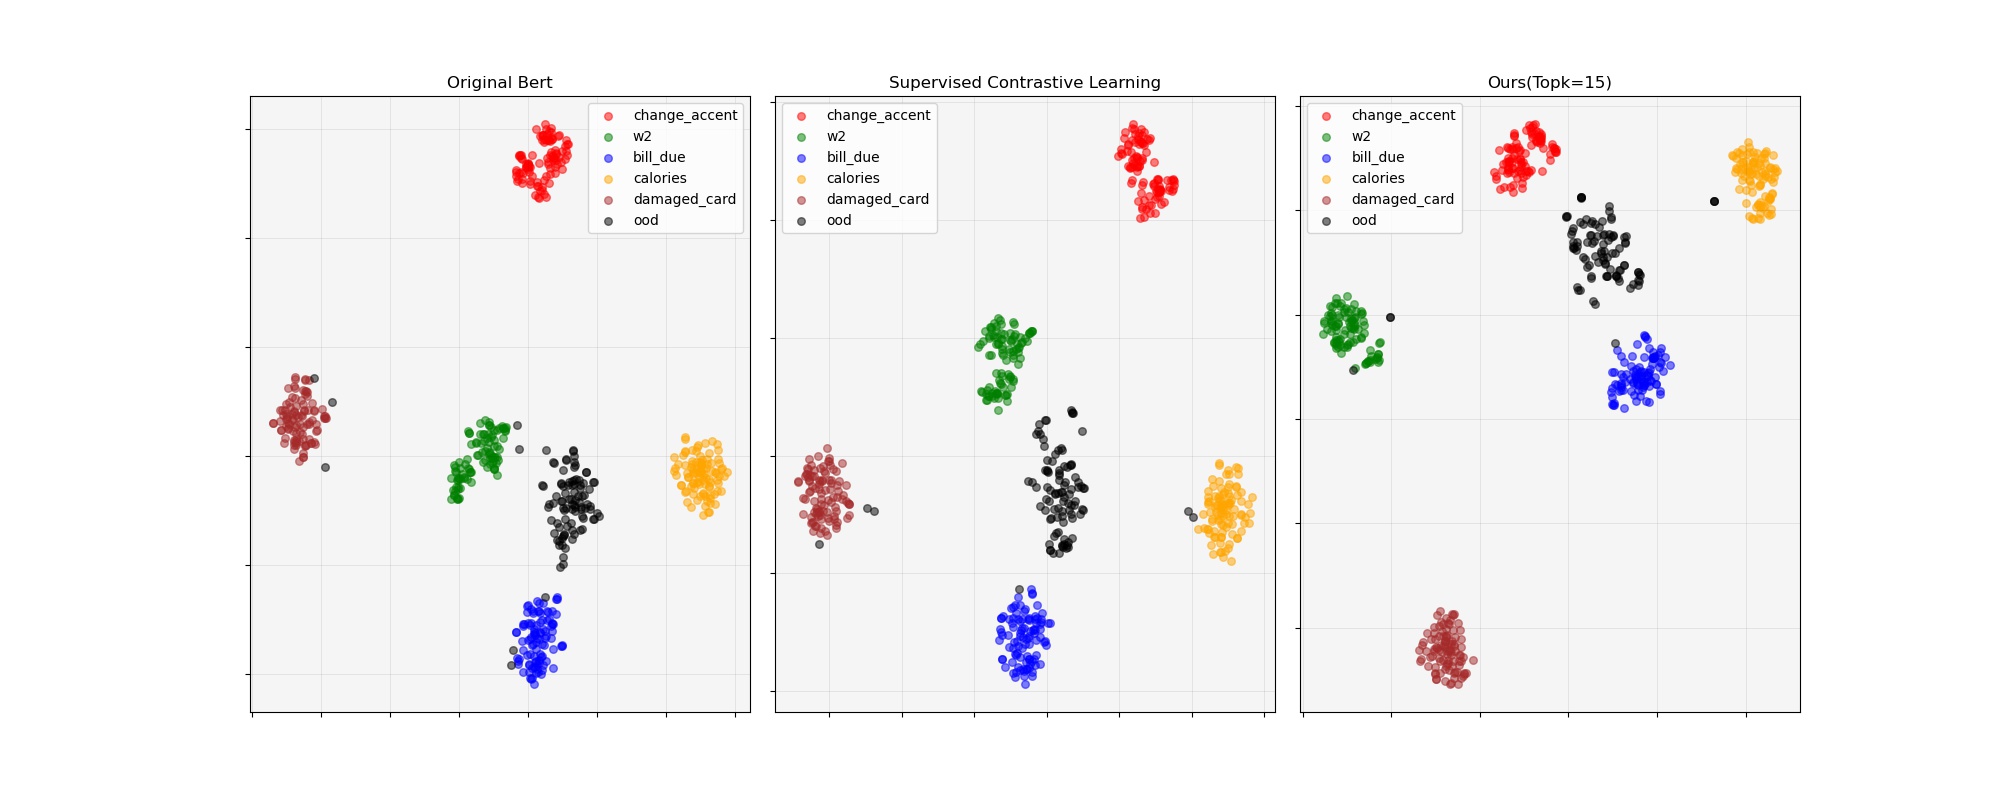 Original Bert
change_accent
w2
bill_due
calories
damaged_card
ood
Supervised Contrastive Learning
change_accent
w2
bill_due
calories
damaged_card
ood
Ours(Topk=15)
change_accent
w2
bill_due
calories
damaged_card
ood